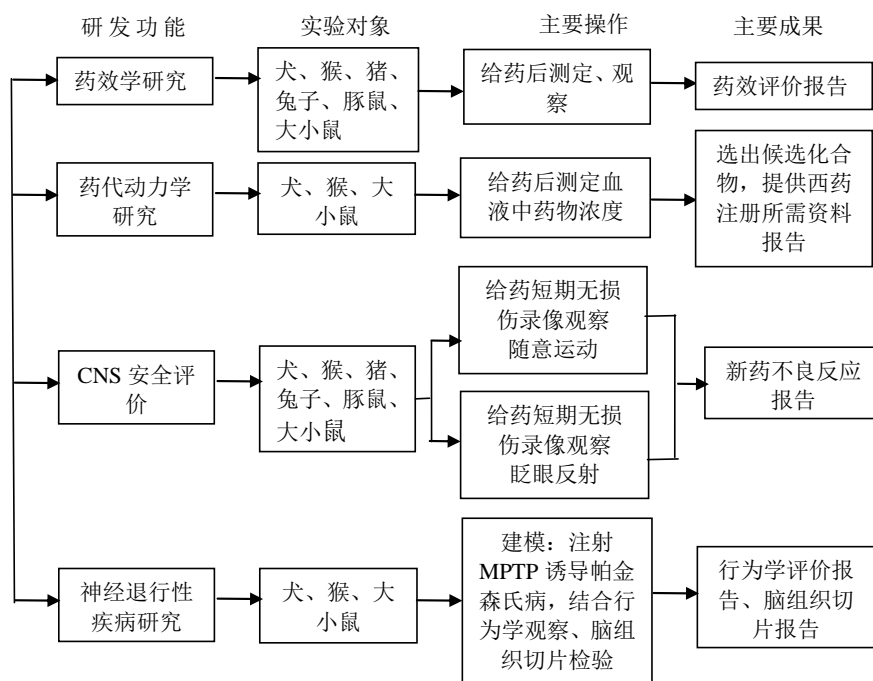 研发功能
实验对象
主要操作
主要成果
药效学研究
犬、猴、猪、
兔子、豚鼠、
大小鼠
给药后测定、观
察
药效评价报告
药代动力学
研究
犬、猴、大
小鼠
给药后测定血
液中药物浓度
选出候选化合
物，提供西药
注册所需资料
报告
CNS 安全评
价
犬、猴、猪、
兔子、豚鼠、
大小鼠
给药短期无损
伤录像观察
随意运动
给药短期无损
伤录像观察
眨眼反射
新药不良反应
报告
神经退行性
疾病研究
犬、猴、大
小鼠
建模：注射
MPTP 诱导帕金
森氏病，结合行
为学观察、脑组
织切片检验
行为学评价报
告、脑组织切
片报告